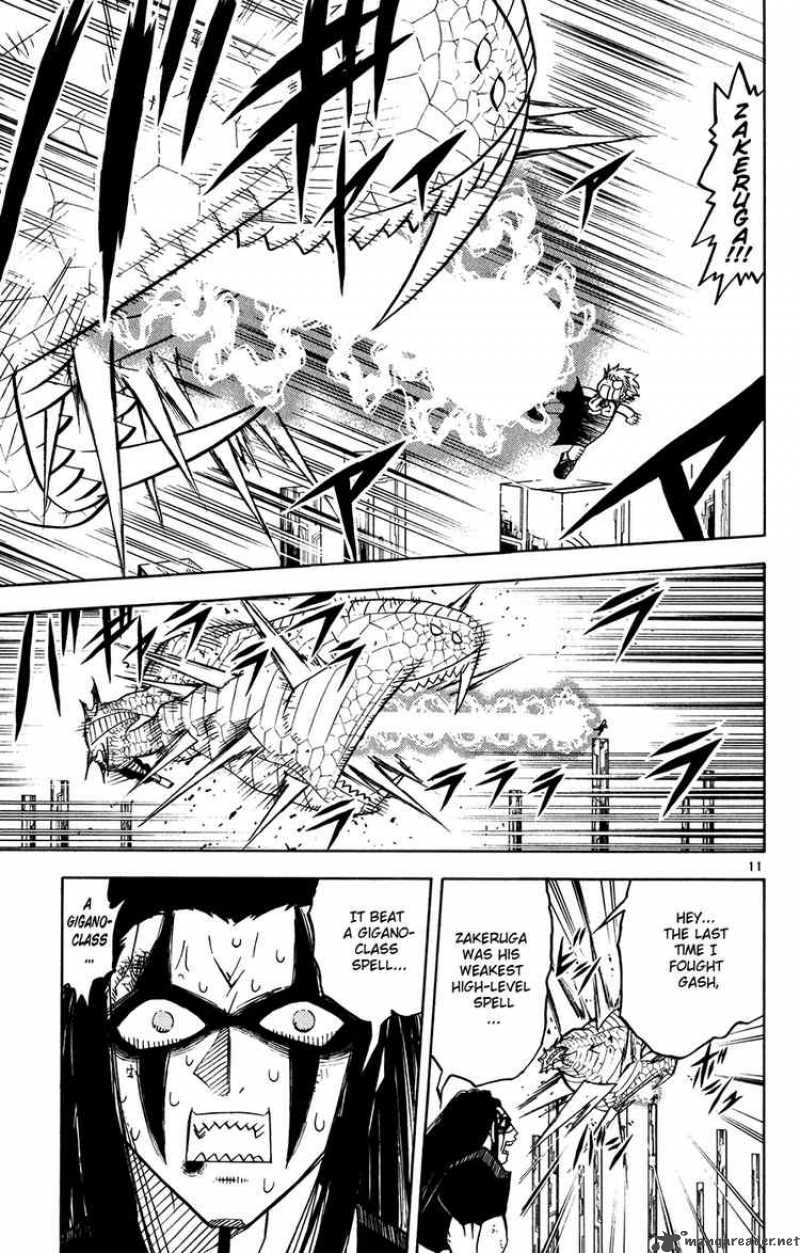 ZAKERUGA!!!
11
HEY...
THE LAST
TIME I
FOUGHT
GASH,
ZAKERUGA
WAS HIS
WEAKEST
HIGH-LEVEL
SPELL
...
IT BEAT
A GIGANO-
CLASS
SPELL...
A
GIGANO-
CLASS
...
mangareader.net